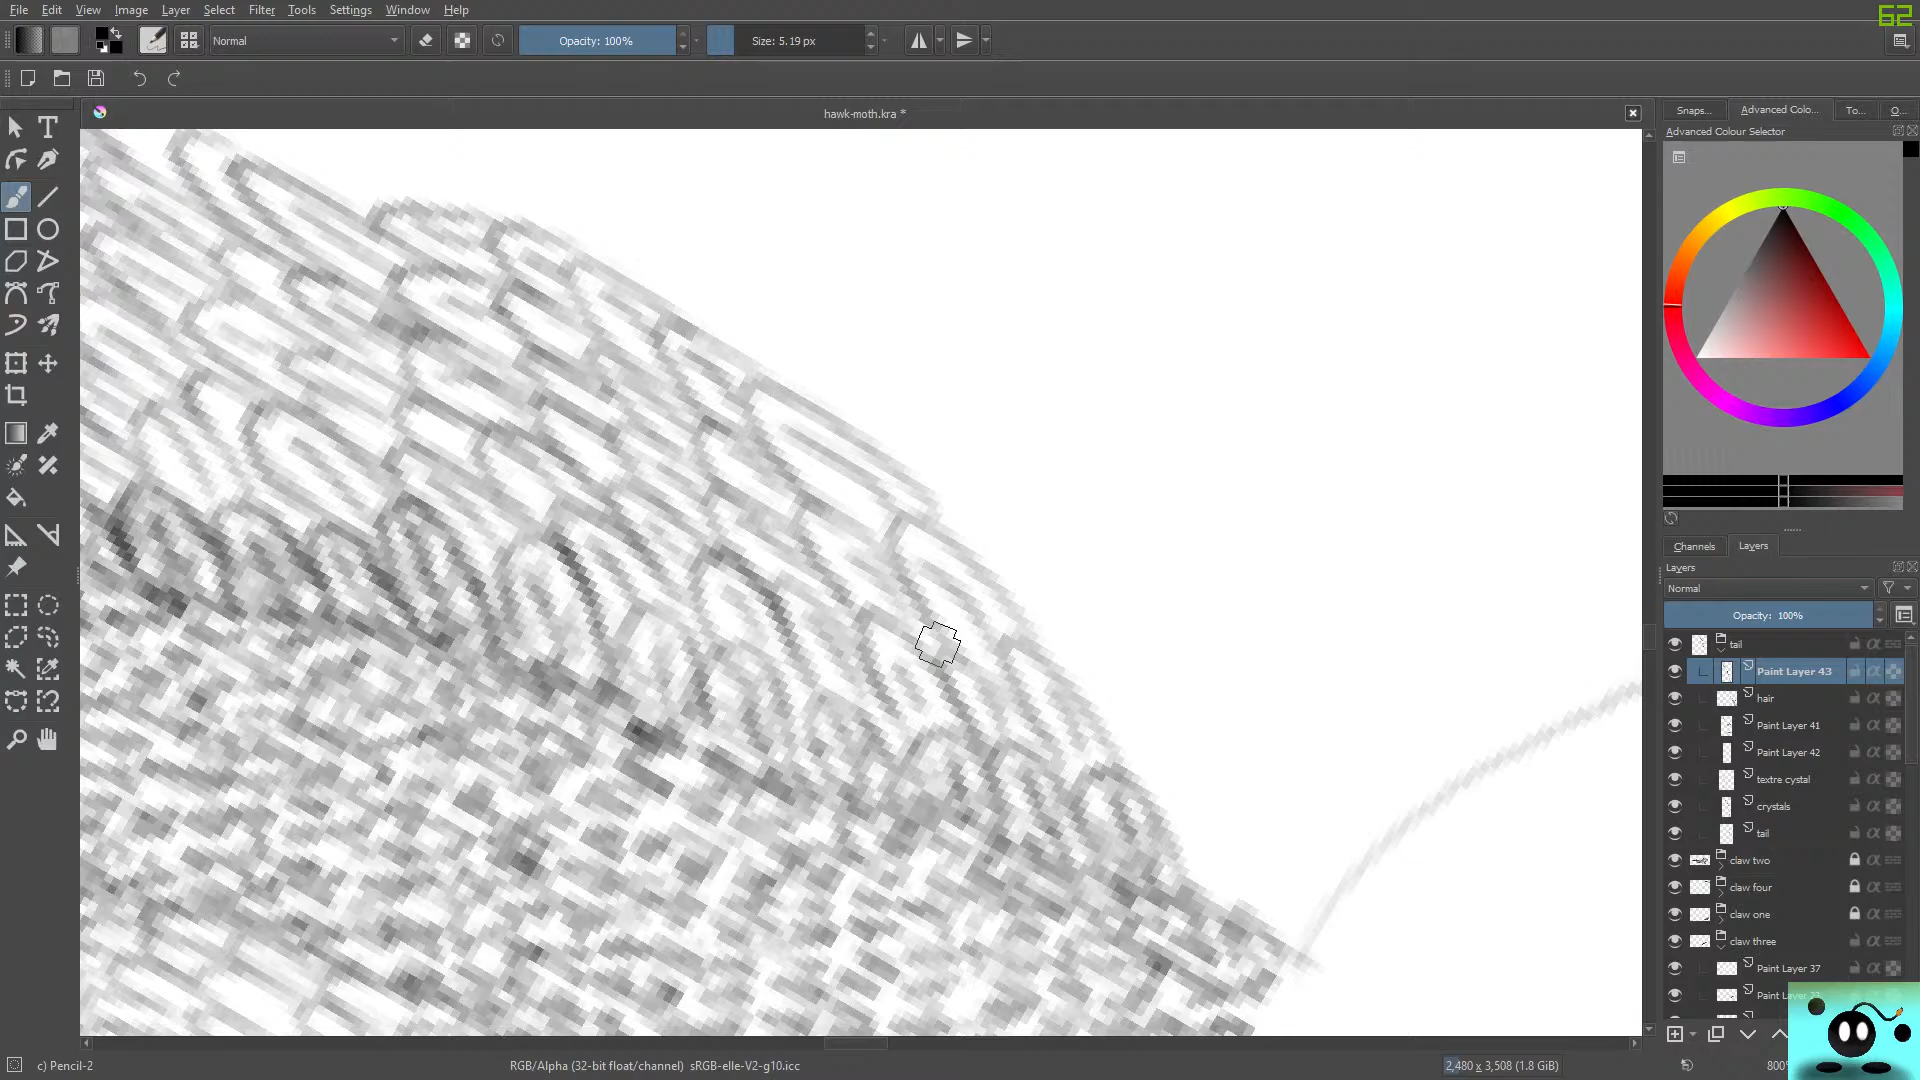 File Edit View Image Layer Select Filter Tools Settings Window Help
62
Normal
Opacity: 100%
Size: 5.19 px
hawk-moth.kra *
Snaps...
Advanced Colo...
To...
O...
Advanced Colour Selector
Channels
Layers
Layers
Normal
Opacity: 100%
tail
Paint Layer 43
hair
Paint Layer 41
Paint Layer 42
textre cystal
crystals
tail
claw two
claw four
claw one
claw three
Paint Layer 37
Paint Layer
c) Pencil-2
RGB/Alpha (32-bit float/channel) sRGB-elle-V2-g10.icc
2,480 x 3,508 (1.8 GiB)
800%